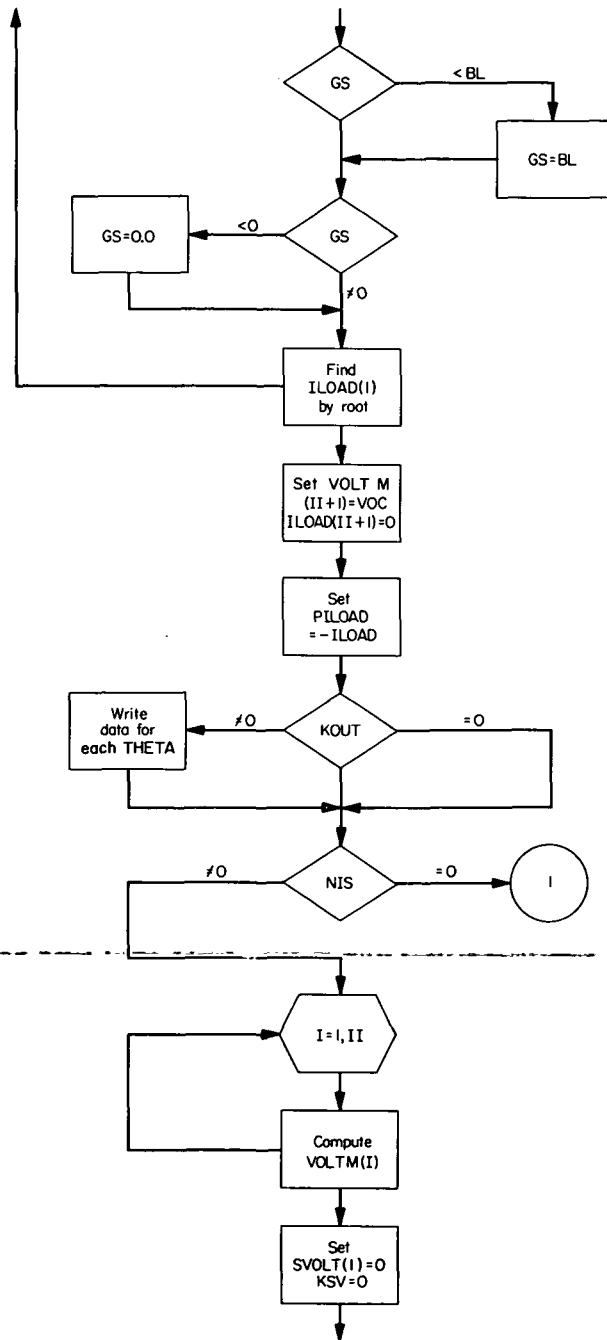 GS
<BL
GS=BL
GS=0.0
<0
GS
≠0
Find
ILOAD(I)
by root
Set VOLT M
(II+I)=VOC
ILOAD(II+I)=0
Set
PILOAD
=-ILOAD
Write
data for
each THETA
≠0
KOUT
=0
≠0
NIS
=0
I
I=I,II
Compute
VOLTM(I)
Set
SVOLT(I)=0
KSV=0